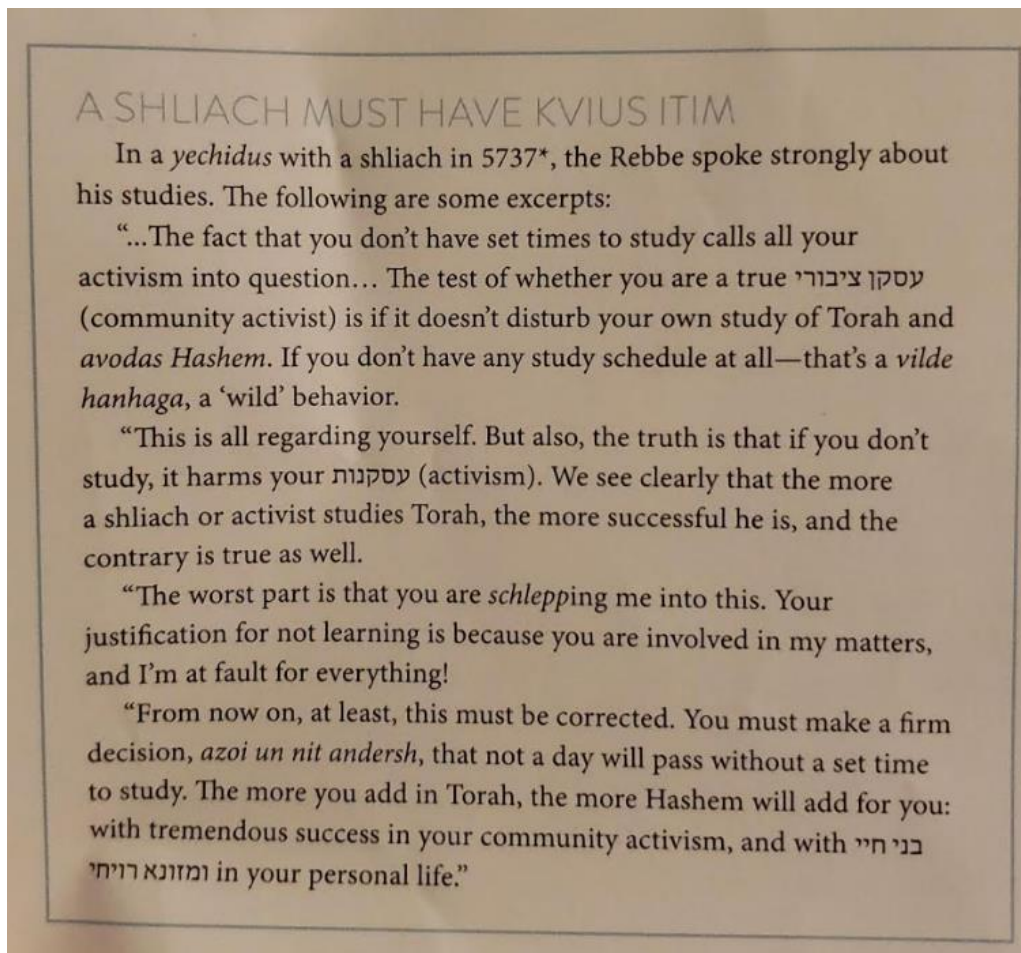 A SHLIACH MUST HAVE KVIUS ITIM
In a yechidus with a shliach in 5737*, the Rebbe spoke strongly about
his studies. The following are some excerpts:
“...The fact that you don’t have set times to study calls all your
activism into question... The test of whether you are a true עסקן ציבורי
(community activist) is if it doesn’t disturb your own study of Torah and
avodas Hashem. If you don’t have any study schedule at all—that’s a vilde
hanhaga, a ‘wild’ behavior.
“This is all regarding yourself. But also, the truth is that if you don’t
study, it harms your עסקנות (activism). We see clearly that the more
a shliach or activist studies Torah, the more successful he is, and the
contrary is true as well.
“The worst part is that you are schlepping me into this. Your
justification for not learning is because you are involved in my matters,
and I’m at fault for everything!
“From now on, at least, this must be corrected. You must make a firm
decision, azoi un nit andersh, that not a day will pass without a set time
to study. The more you add in Torah, the more Hashem will add for you:
with tremendous success in your community activism, and with בני חיי
ומזונא רויחי in your personal life.”